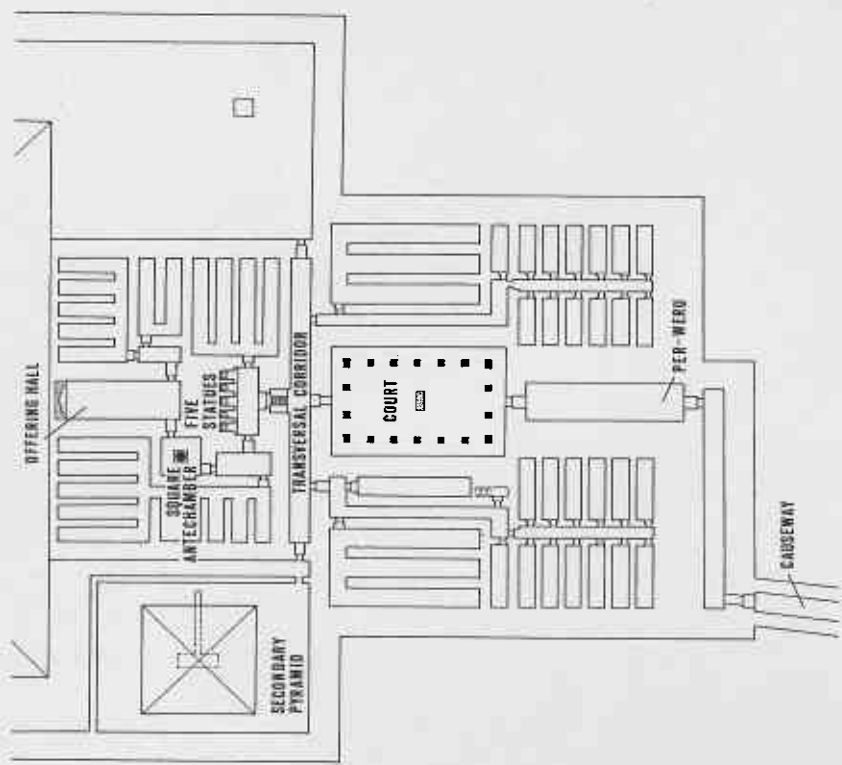 OFFERING HALL
FIVE
STATUES
SQUARE
ANTECHAMBER
TRANSVERSAL CORRIDOR
COURT
PER-WERU
SECONDARY
PYRAMID
CAUSEWAY